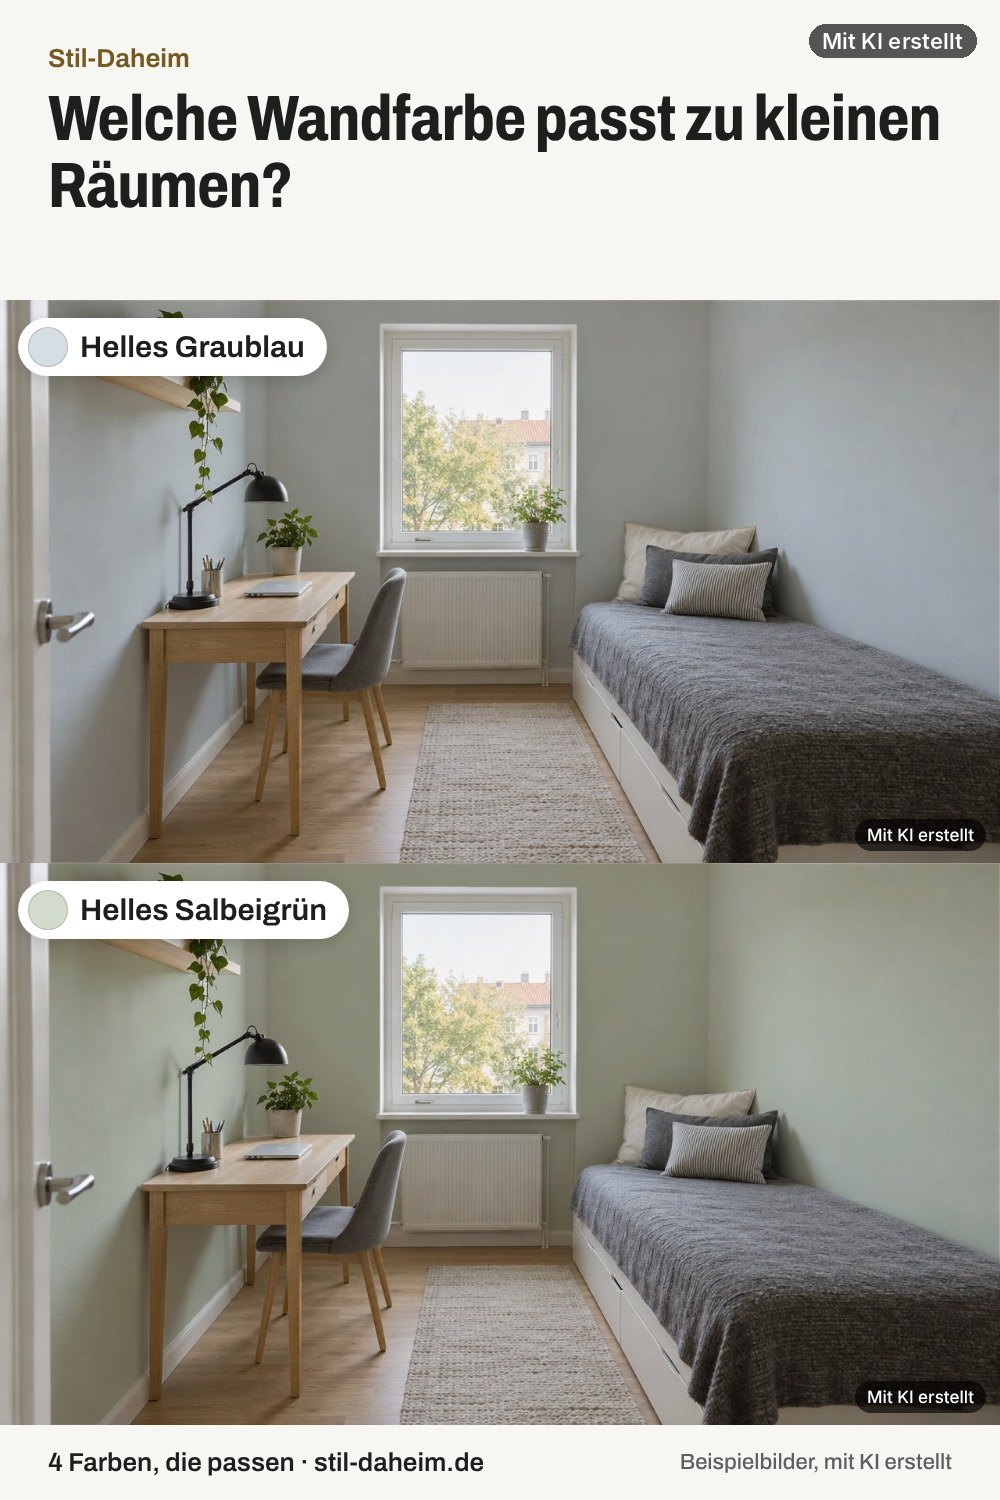 Mit KI erstellt
Stil-Daheim
Welche Wandfarbe passt zu kleinen
Räumen?
Helles Graublau
Mit KI erstellt
Helles Salbeigrün
Mit KI erstellt
4 Farben, die passen · stil-daheim.de
Beispielbilder, mit KI erstellt